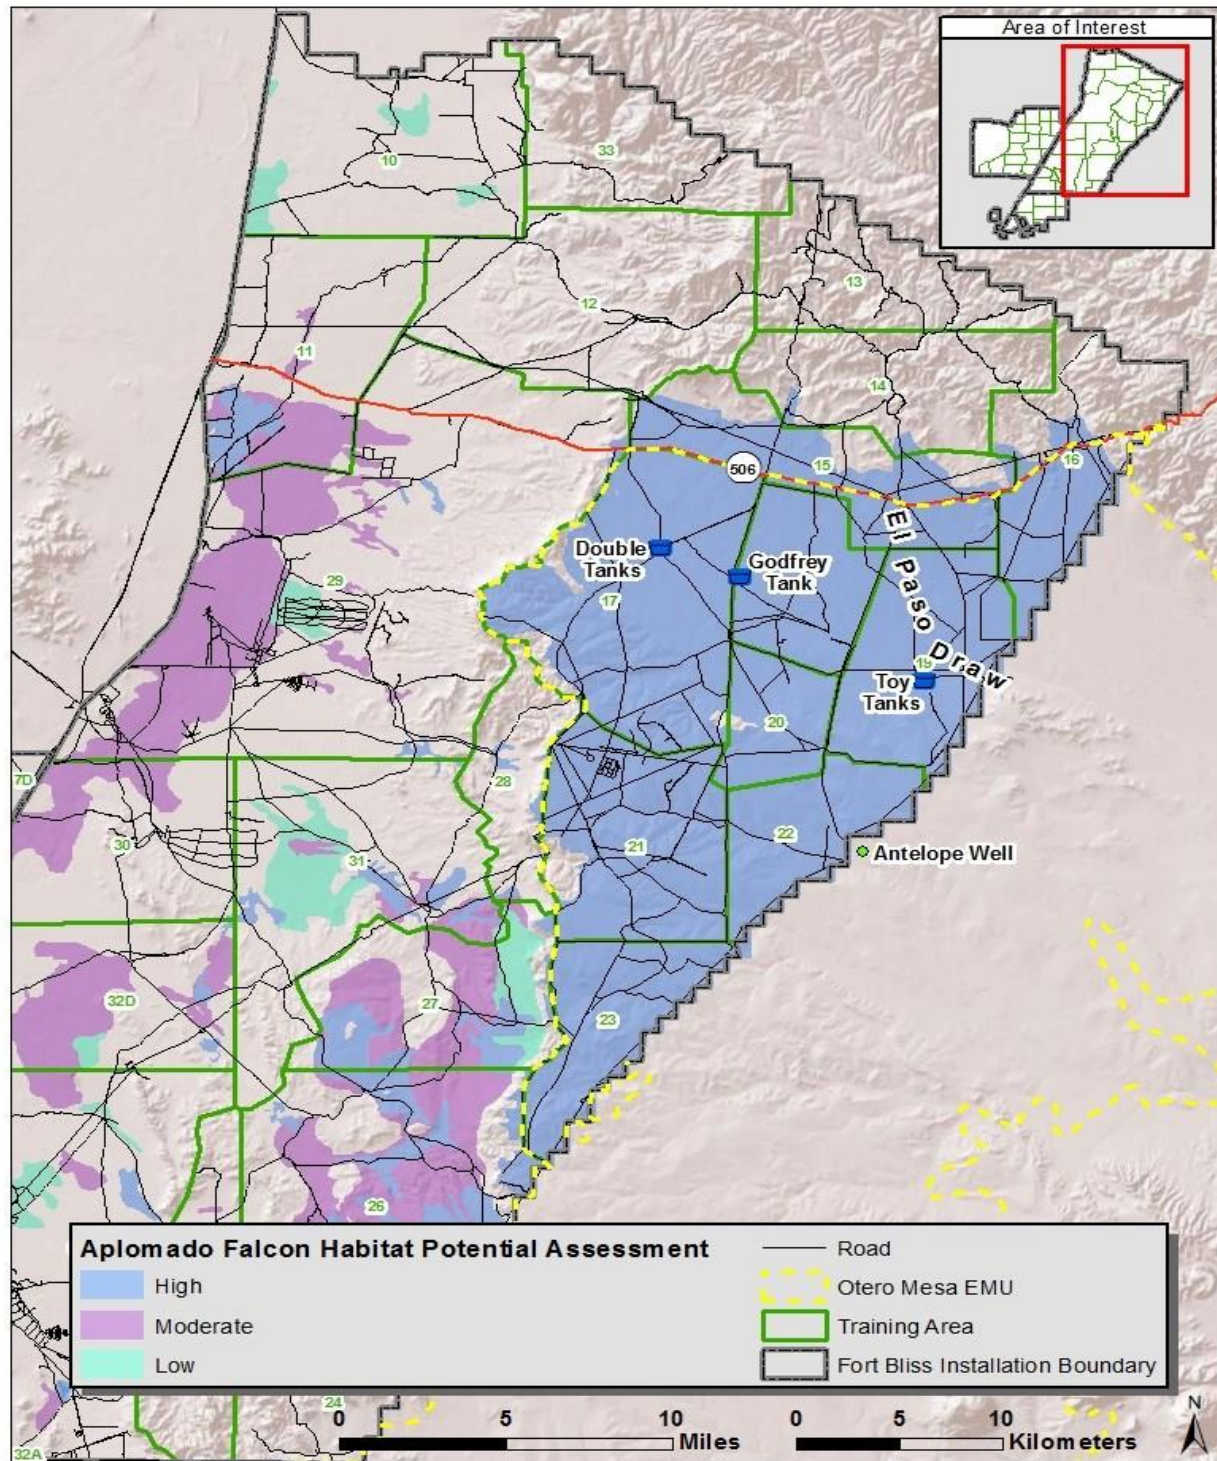 Area of Interest
33
10
13
12
11
14
506
15
16
El Paso Draw
Double
Tanks
Godfrey
Tank
17
29
19
Toy
Tanks
20
28
7D
30
31
21
22
Antelope Well
32D
27
23
26
Aplomado Falcon Habitat Potential Assessment
High
Moderate
Low
Road
Otero Mesa EMU
Training Area
Fort Bliss Installation Boundary
24
32A
0 5 10
Miles
0 5 10
Kilometers
N